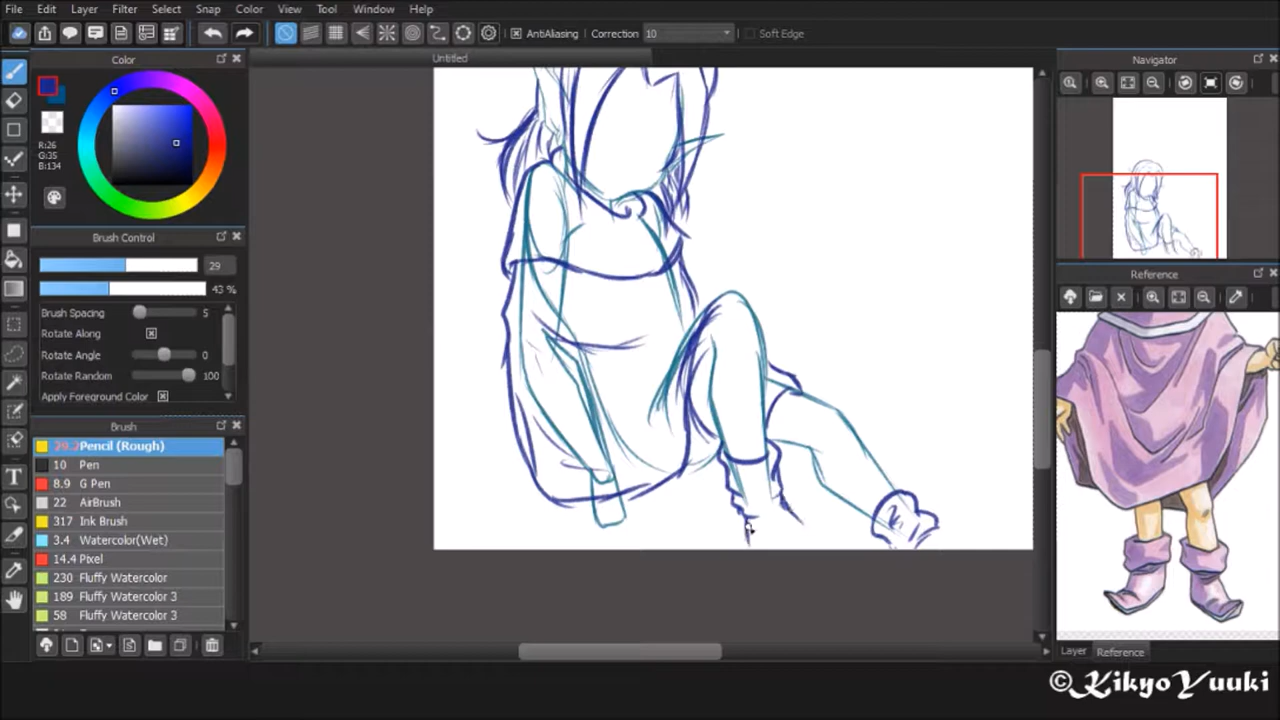 File Edit Layer Filter Select Snap Color View Tool Window Help
AntiAliasing Correction 10 Soft Edge
Color
Untitled
Navigator
R:26
G:35
B:134
Brush Control
29
43 %
Brush Spacing 5
Rotate Along
Rotate Angle 0
Rotate Random 100
Apply Foreground Color
Reference
Brush
Pencil (Rough)
10 Pen
8.9 G Pen
22 AirBrush
317 Ink Brush
3.4 Watercolor(Wet)
14.4 Pixel
230 Fluffy Watercolor
189 Fluffy Watercolor 3
58 Fluffy Watercolor 3
Layer Reference
©KikyoYuuki